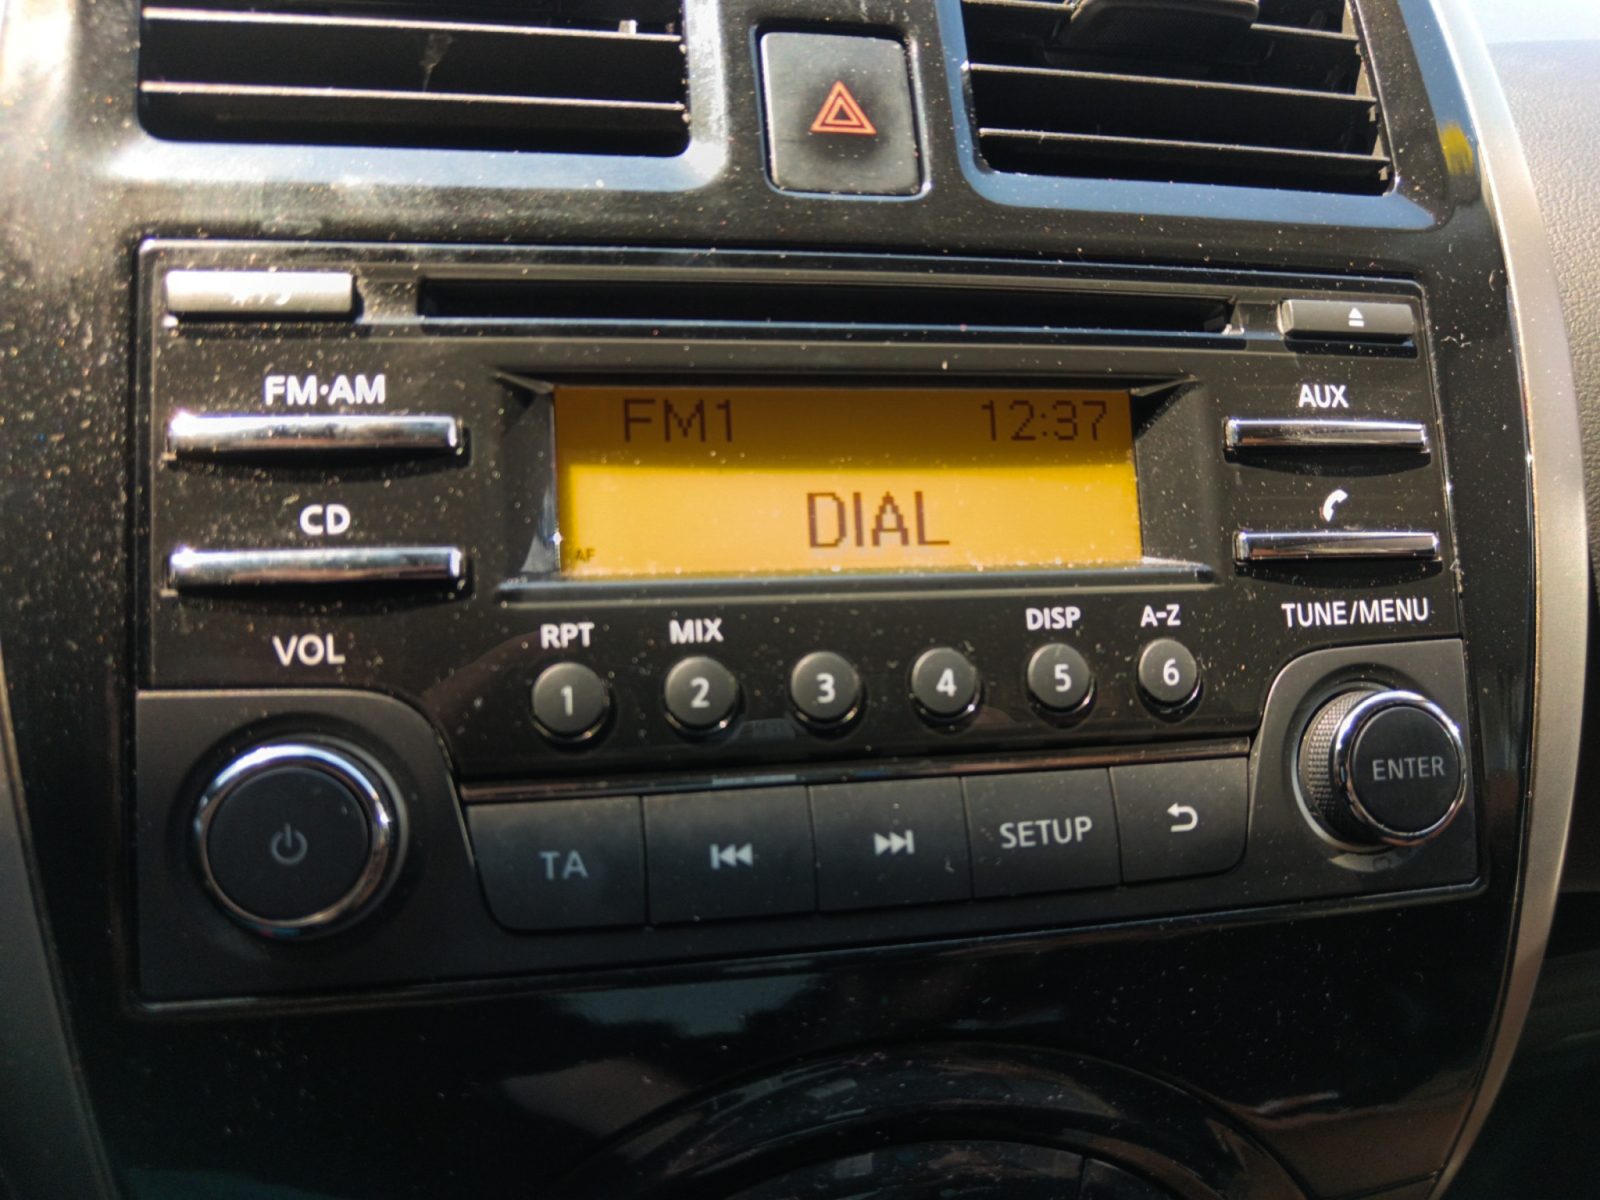 FM·AM
CD
VOL
FM1 12:37
DIAL
AF
AUX
TUNE/MENU
RPT MIX DISP A-Z
1 2 3 4 5 6
TA SETUP
ENTER